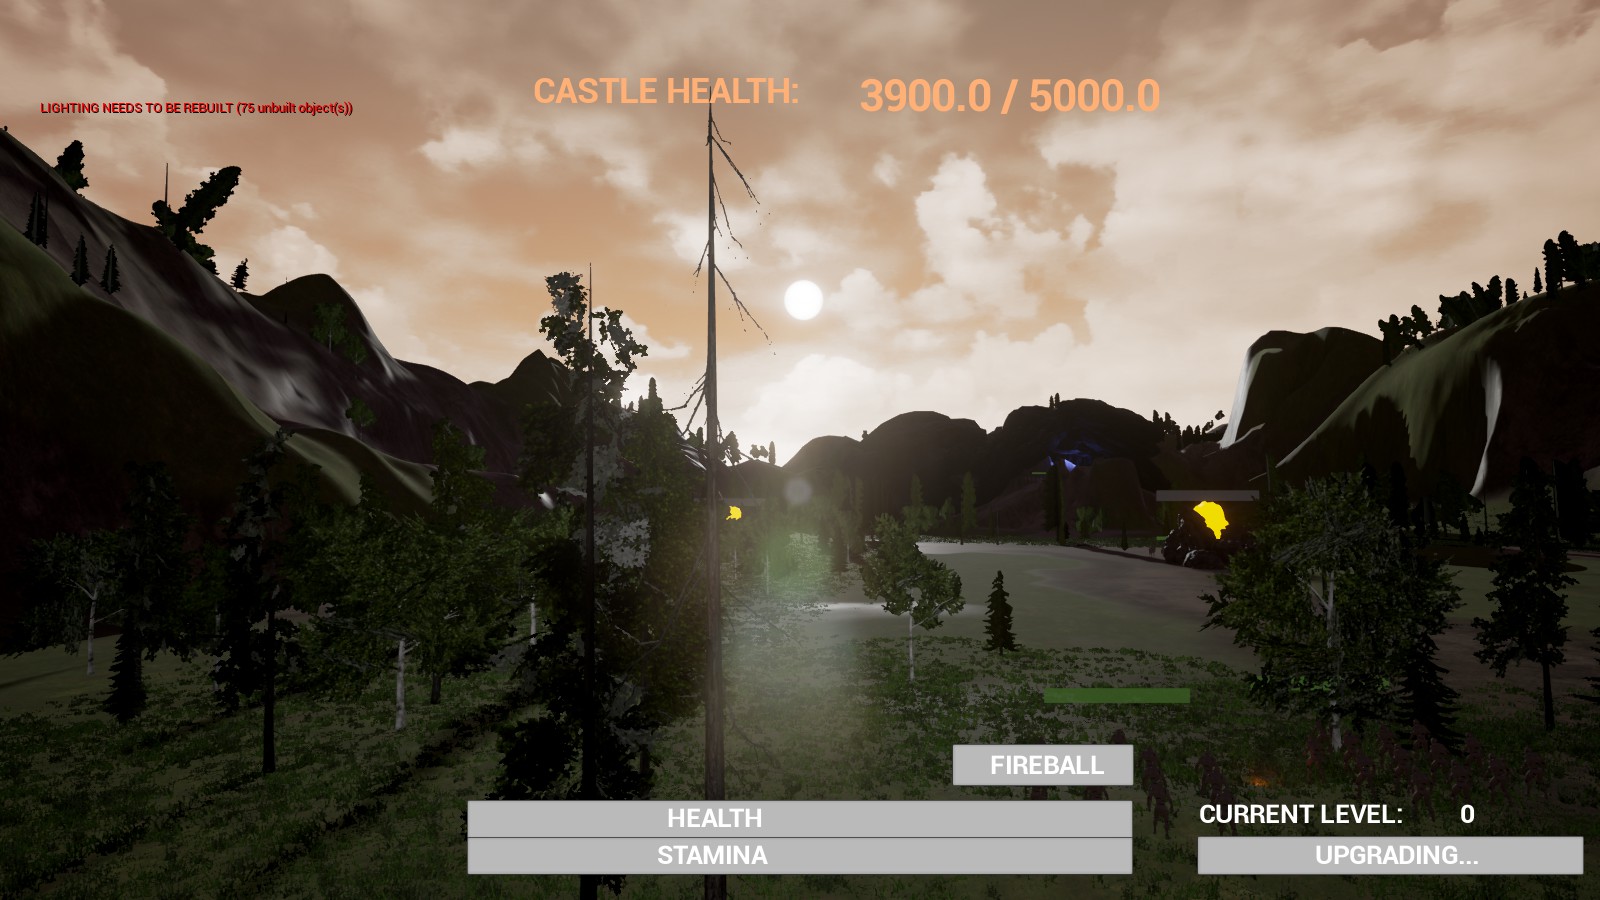 CASTLE HEALTH: 3900.0 / 5000.0
LIGHTING NEEDS TO BE REBUILT (75 unbuilt object(s))
FIREBALL
HEALTH
CURRENT LEVEL: 0
STAMINA
UPGRADING...